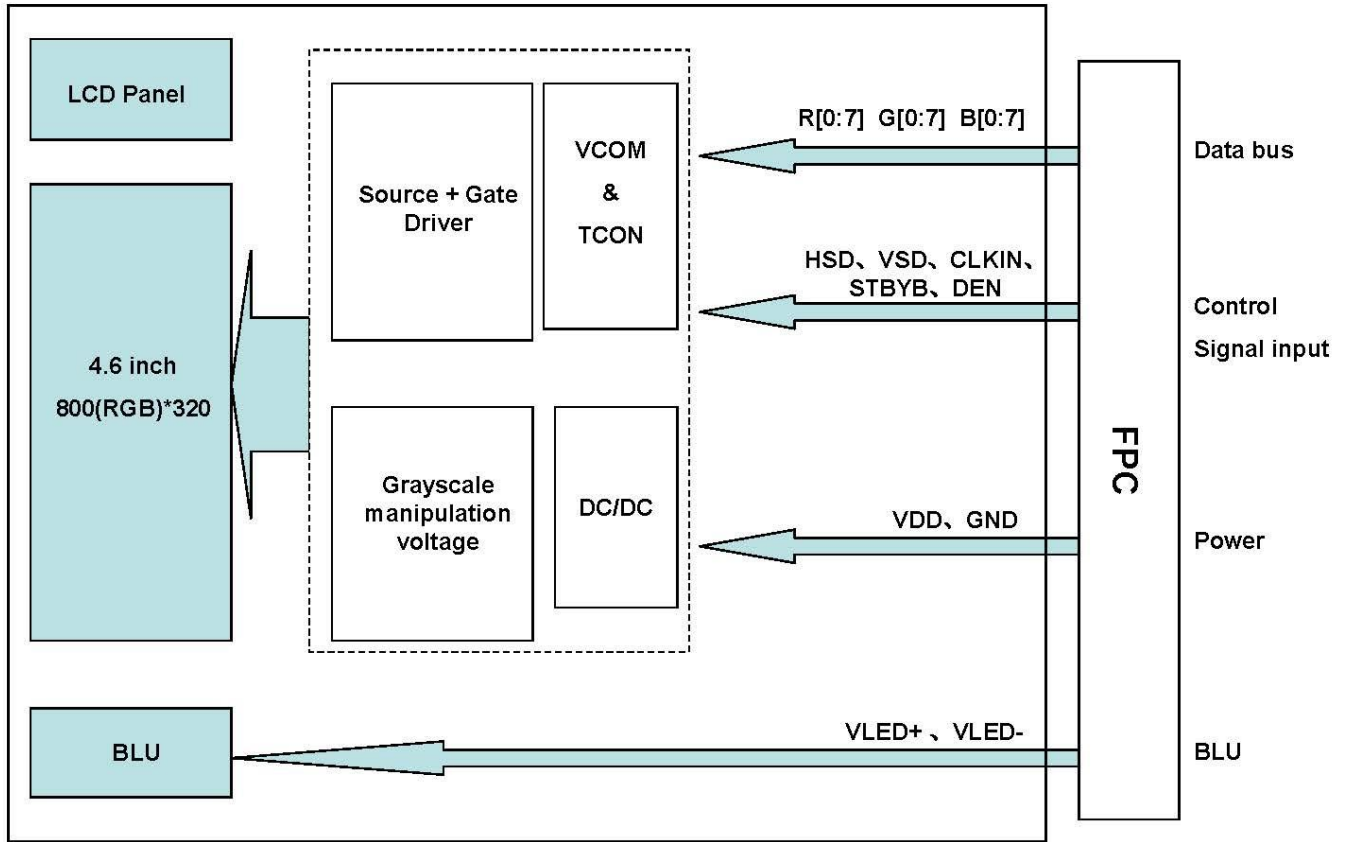 LCD Panel
4.6 inch
800(RGB)*320
BLU
Source + Gate
Driver
VCOM
&
TCON
Grayscale
manipulation
voltage
DC/DC
R[0:7] G[0:7] B[0:7]
HSD、VSD、CLKIN、
STBYB、DEN
VDD、GND
VLED+ 、VLED-
FPC
Data bus
Control
Signal input
Power
BLU